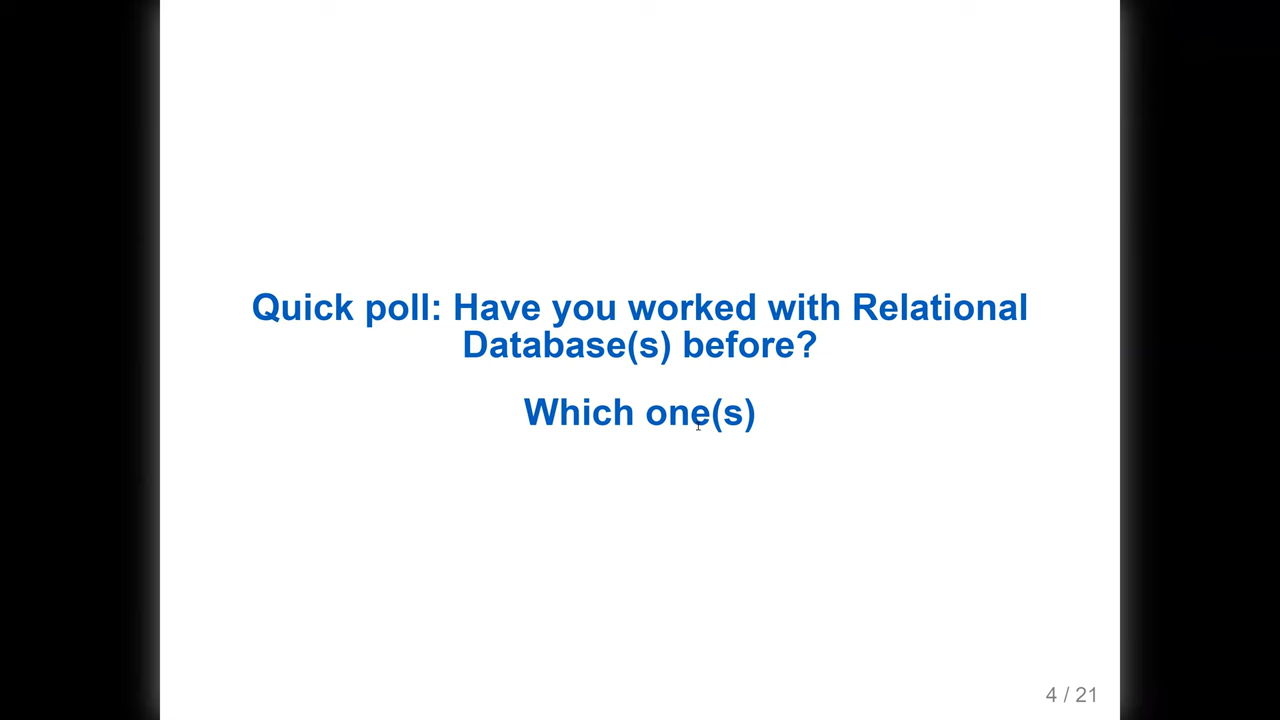 Quick poll: Have you worked with Relational
Database(s) before?
Which one(s)
4 / 21